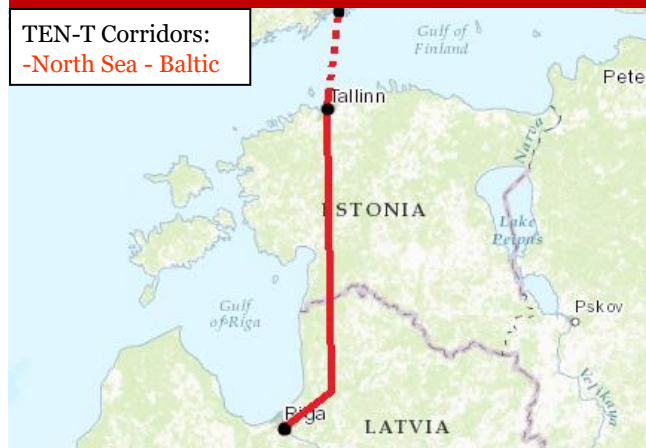 TEN-T Corridors:
-North Sea - Baltic
Gulf of
Finland
Tallinn
Pete
Narva
ESTONIA
Lake
Peipus
Gulf
of Riga
Pskov
Velikaya
Riga
LATVIA